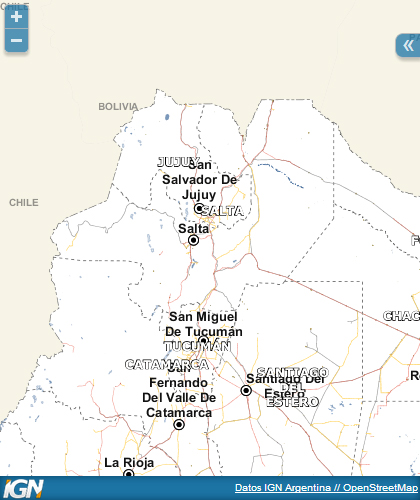 CHILE
+
−
«
BOLIVIA
JUJUY
San
Salvador De
Jujuy
CHILE
SALTA
Salta
San Miguel
De Tucumán
TUCUMÁN
CHAC
CATAMARCA
San
Fernando
Del Valle De
Catamarca
SANTIAGO
DEL
ESTERO
Santiago Del
Estero
R
La Rioja
IGN
Datos IGN Argentina // OpenStreetMap